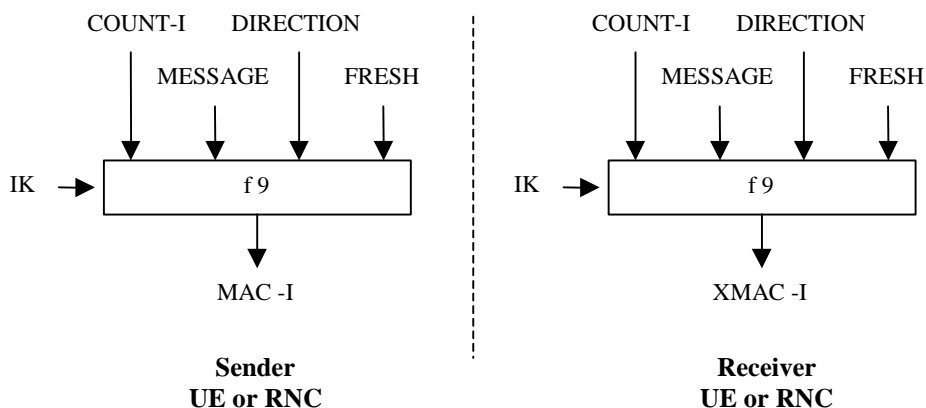 COUNT-I DIRECTION
MESSAGE FRESH
IK f 9
MAC -I
Sender
UE or RNC
COUNT-I DIRECTION
MESSAGE FRESH
IK f 9
XMAC -I
Receiver
UE or RNC